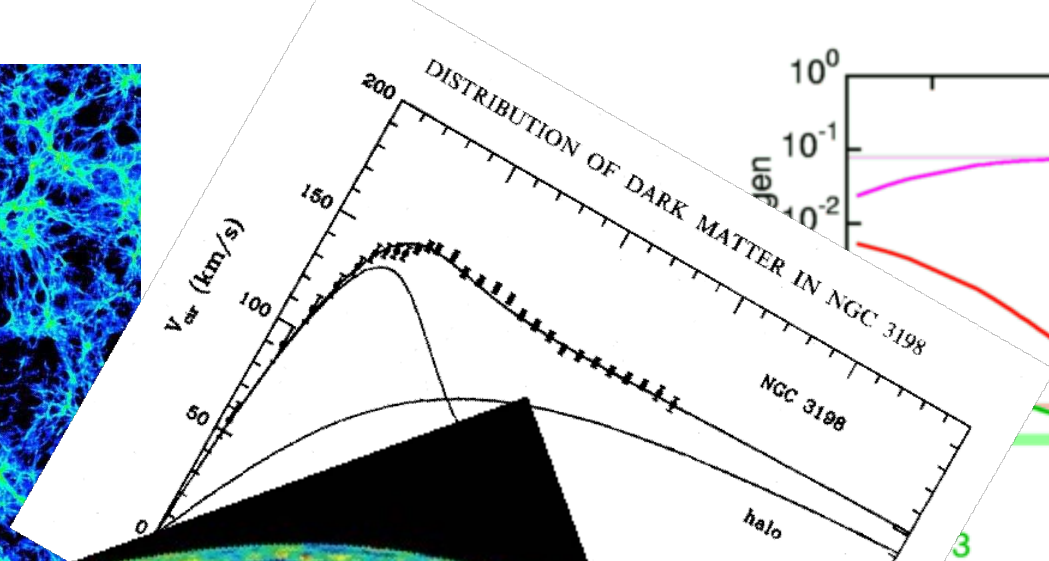 DISTRIBUTION OF DARK MATTER IN NGC 3198
200
150
100
50
0
V_cir (km/s)
NGC 3198
halo
10^0
10^-1
10^-2
gen
3